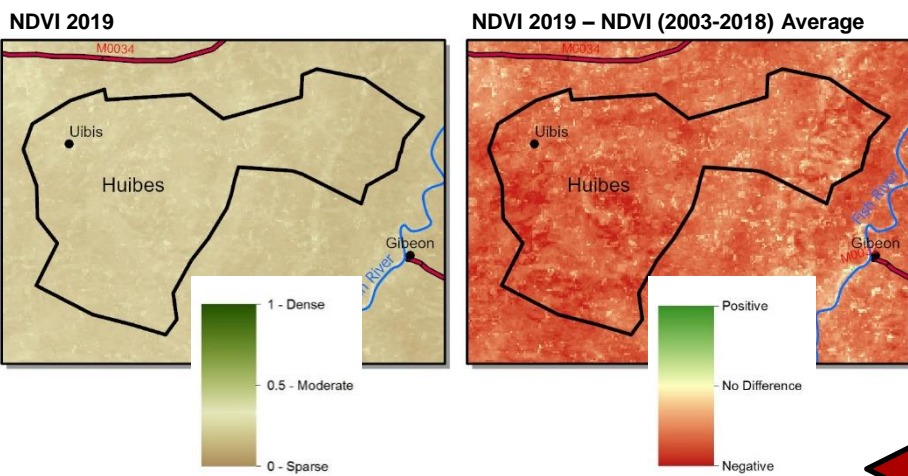 NDVI 2019
M0034
Uibis
Huibes
Gibeon
River
1 - Dense
0.5 - Moderate
0 - Sparse
NDVI 2019 – NDVI (2003-2018) Average
M0034
Uibis
Huibes
Fish River
Gibeon
Positive
No Difference
Negative